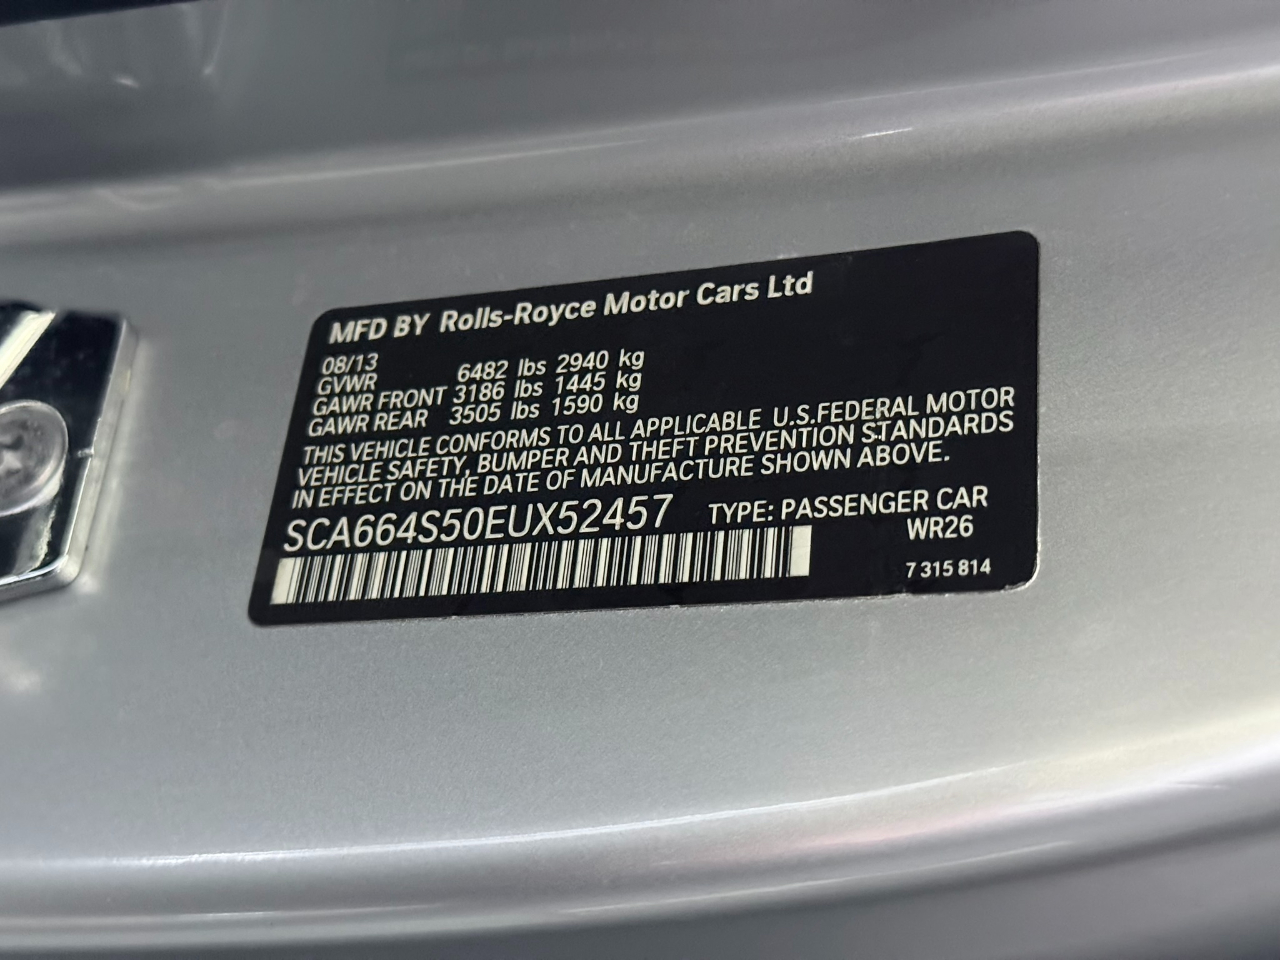 MFD BY Rolls-Royce Motor Cars Ltd
08/13
GVWR 6482 lbs 2940 kg
GAWR FRONT 3186 lbs 1445 kg
GAWR REAR 3505 lbs 1590 kg
THIS VEHICLE CONFORMS TO ALL APPLICABLE U.S.FEDERAL MOTOR
VEHICLE SAFETY, BUMPER AND THEFT PREVENTION STANDARDS
IN EFFECT ON THE DATE OF MANUFACTURE SHOWN ABOVE.
SCA664S50EUX52457 TYPE: PASSENGER CAR
WR26
7 315 814